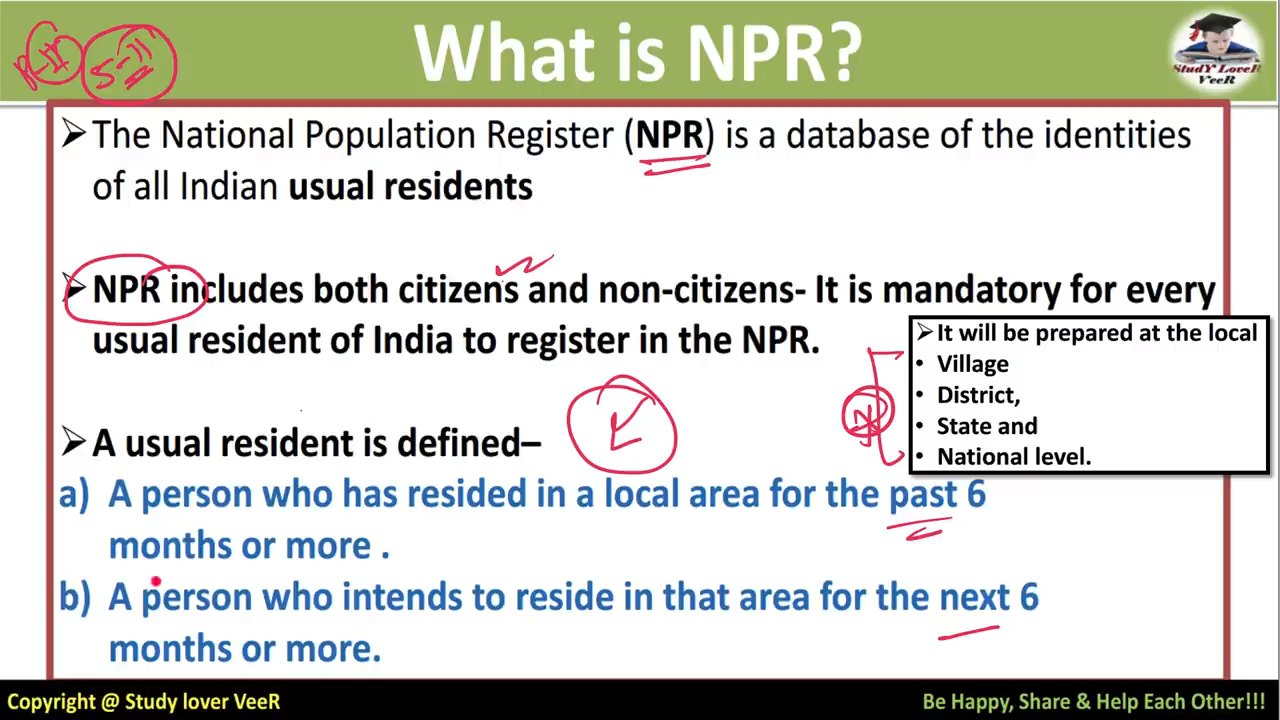 What is NPR?
StudY LoveR
VeeR
➢ The National Population Register (NPR) is a database of the identities
of all Indian usual residents
➢ NPR includes both citizens and non-citizens- It is mandatory for every
usual resident of India to register in the NPR.
➢ It will be prepared at the local
• Village
• District,
• State and
• National level.
➢ A usual resident is defined–
a) A person who has resided in a local area for the past 6
months or more .
b) A person who intends to reside in that area for the next 6
months or more.
Copyright @ Study lover VeeR
Be Happy, Share & Help Each Other!!!